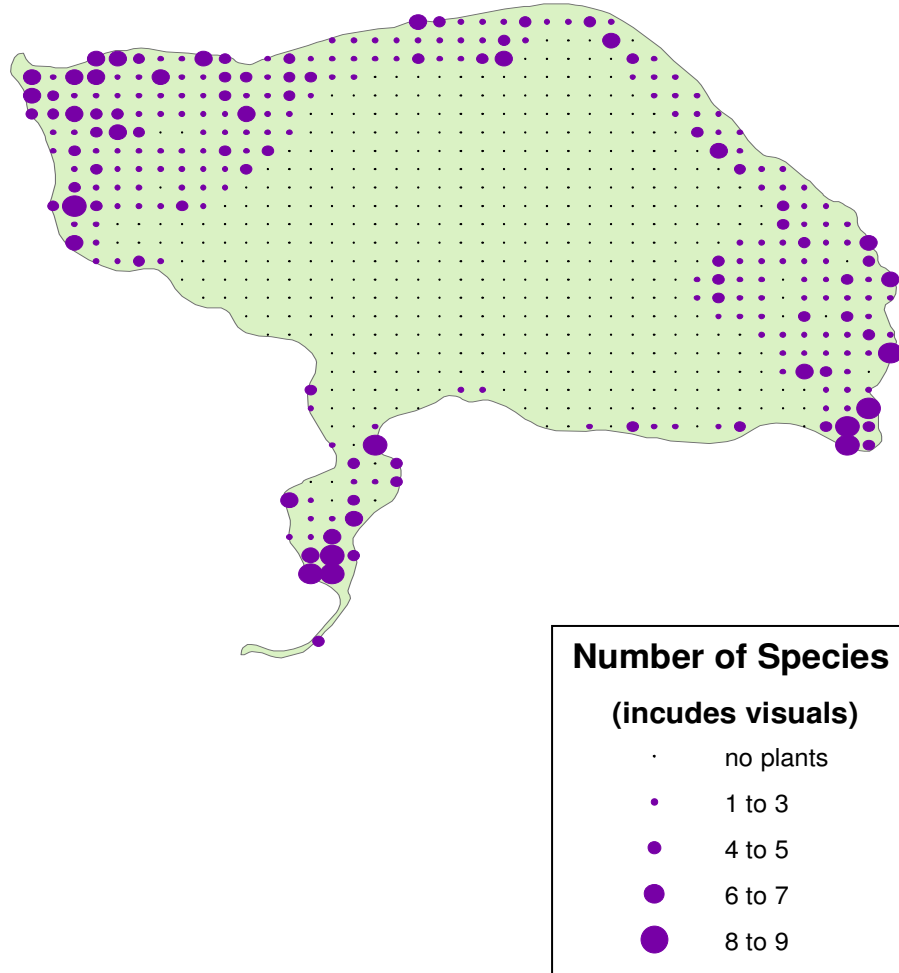 Number of Species
(incudes visuals)
no plants
1 to 3
4 to 5
6 to 7
8 to 9